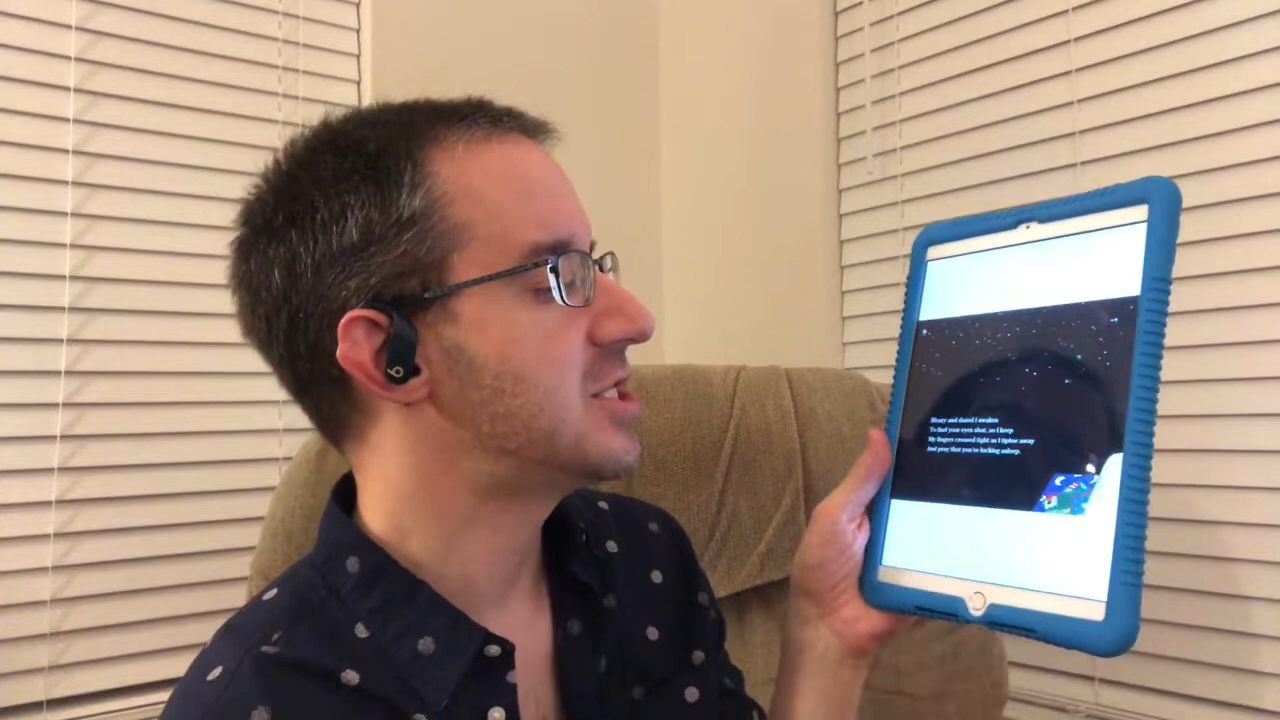 Bleary and dazed I awaken
To find your eyes shut, so I keep
My fingers crossed tight as I tiptoe away
And pray that you're fucking asleep.
b